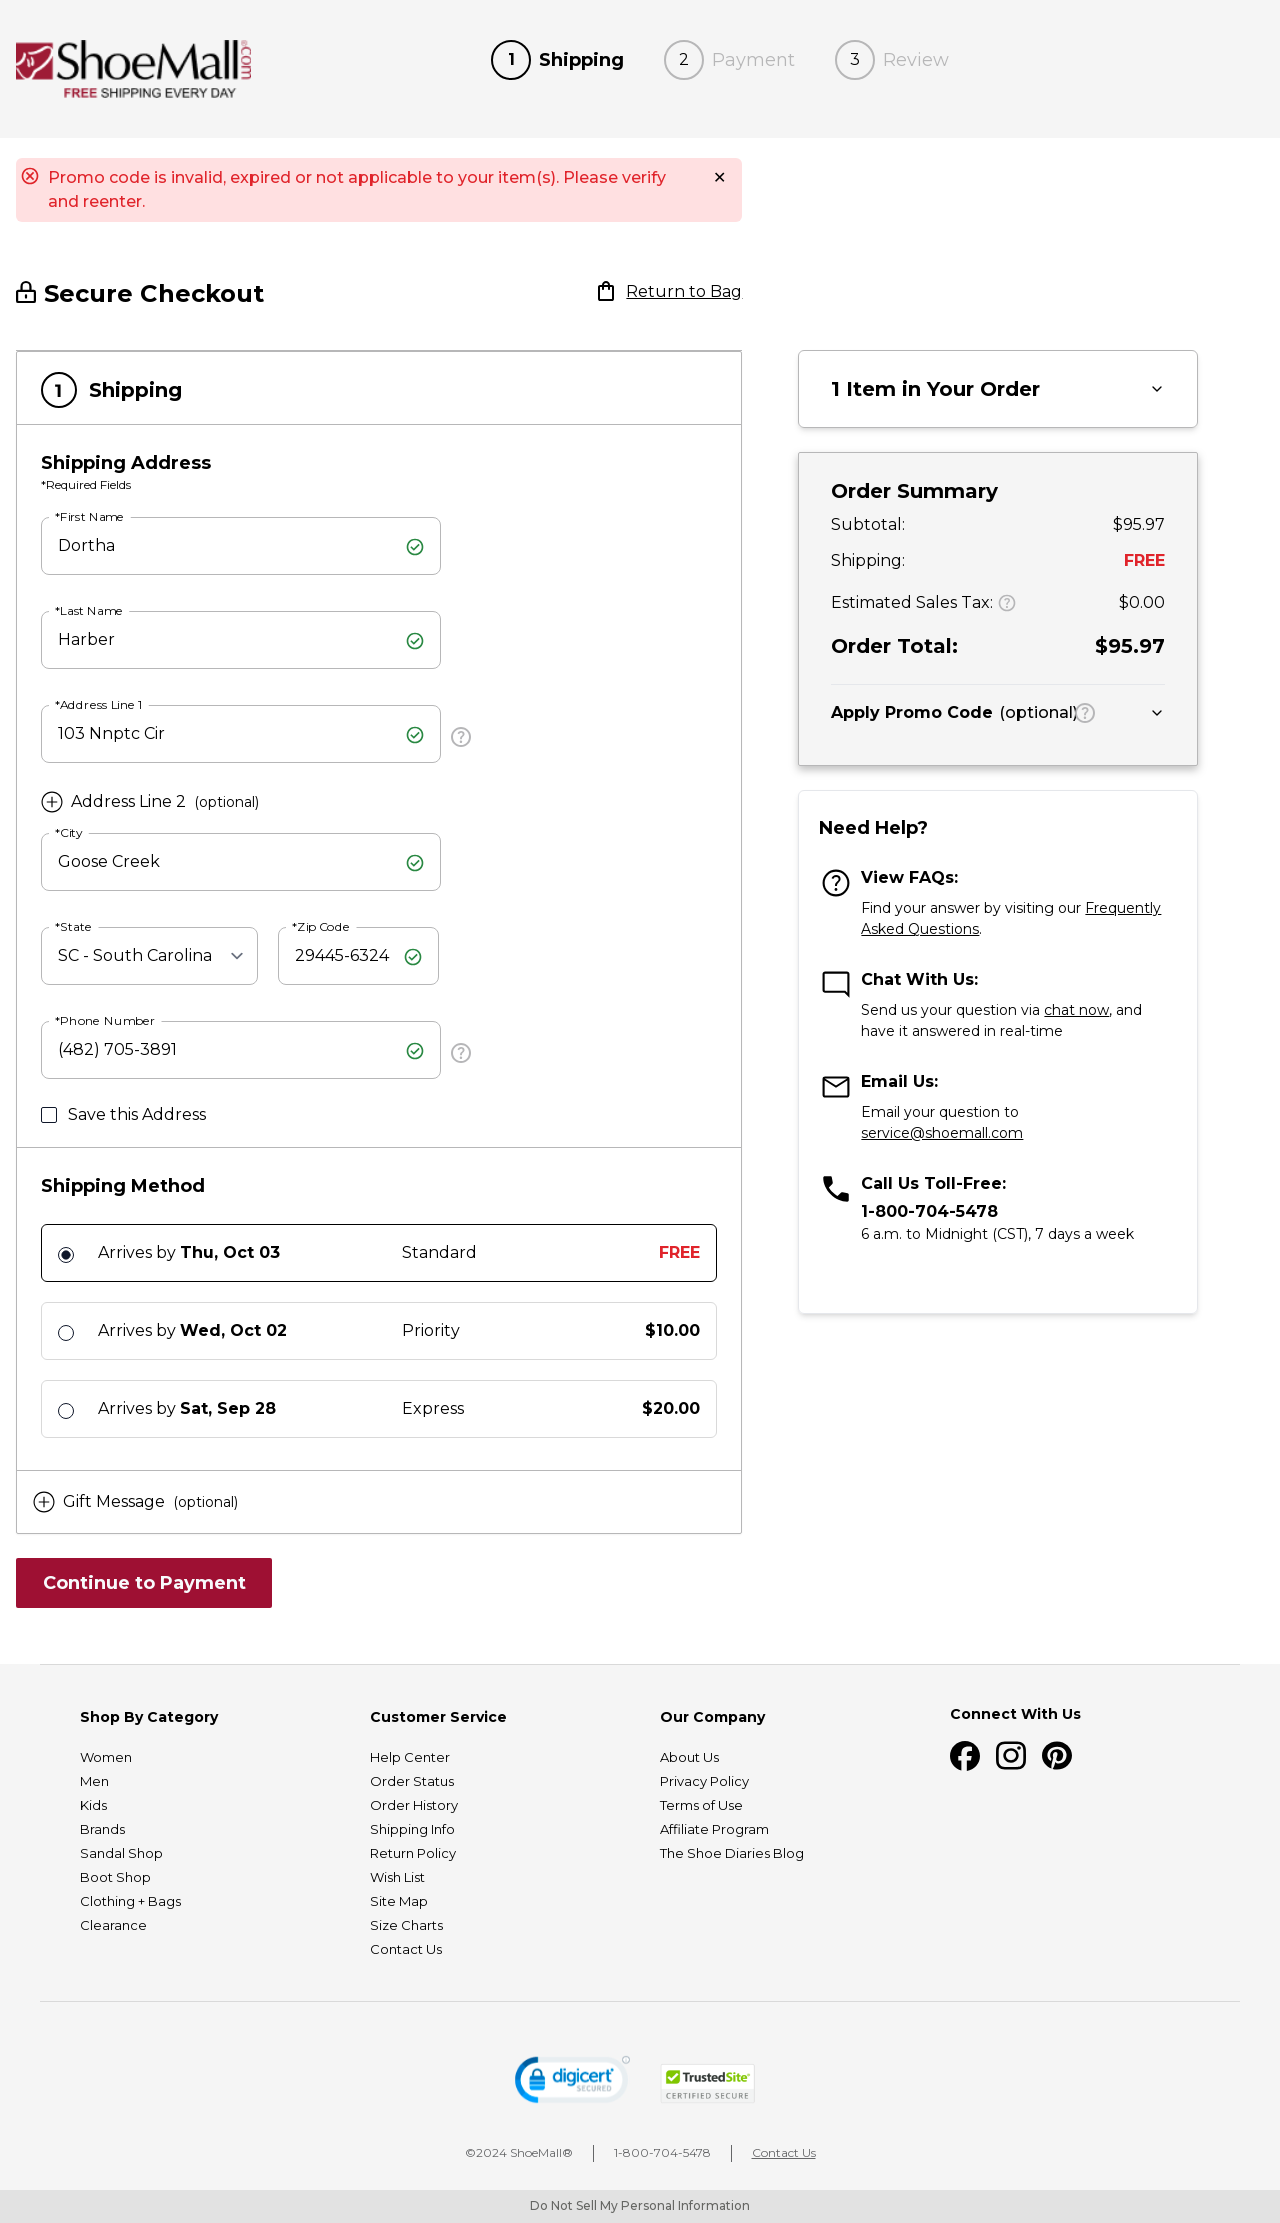 ShoeMall.com
FREE SHIPPING EVERY DAY
1 Shipping
2 Payment
3 Review
Promo code is invalid, expired or not applicable to your item(s). Please verify
and reenter.
Secure Checkout
Return to Bag
1 Shipping
Shipping Address
*Required Fields
*First Name
Dortha
*Last Name
Harber
*Address Line 1
103 Nnptc Cir
Address Line 2 (optional)
*City
Goose Creek
*State
SC - South Carolina
*Zip Code
29445-6324
*Phone Number
(482) 705-3891
Save this Address
Shipping Method
Arrives by Thu, Oct 03 Standard FREE
Arrives by Wed, Oct 02 Priority $10.00
Arrives by Sat, Sep 28 Express $20.00
Gift Message (optional)
Continue to Payment
1 Item in Your Order
Order Summary
Subtotal: $95.97
Shipping: FREE
Estimated Sales Tax: $0.00
Order Total: $95.97
Apply Promo Code (optional)
Need Help?
View FAQs:
Find your answer by visiting our Frequently
Asked Questions.
Chat With Us:
Send us your question via chat now, and
have it answered in real-time
Email Us:
Email your question to
service@shoemall.com
Call Us Toll-Free:
1-800-704-5478
6 a.m. to Midnight (CST), 7 days a week
Shop By Category
Women
Men
Kids
Brands
Sandal Shop
Boot Shop
Clothing + Bags
Clearance
Customer Service
Help Center
Order Status
Order History
Shipping Info
Return Policy
Wish List
Site Map
Size Charts
Contact Us
Our Company
About Us
Privacy Policy
Terms of Use
Affiliate Program
The Shoe Diaries Blog
Connect With Us
digicert
SECURED
TrustedSite
CERTIFIED SECURE
©2024 ShoeMall®
1-800-704-5478
Contact Us
Do Not Sell My Personal Information